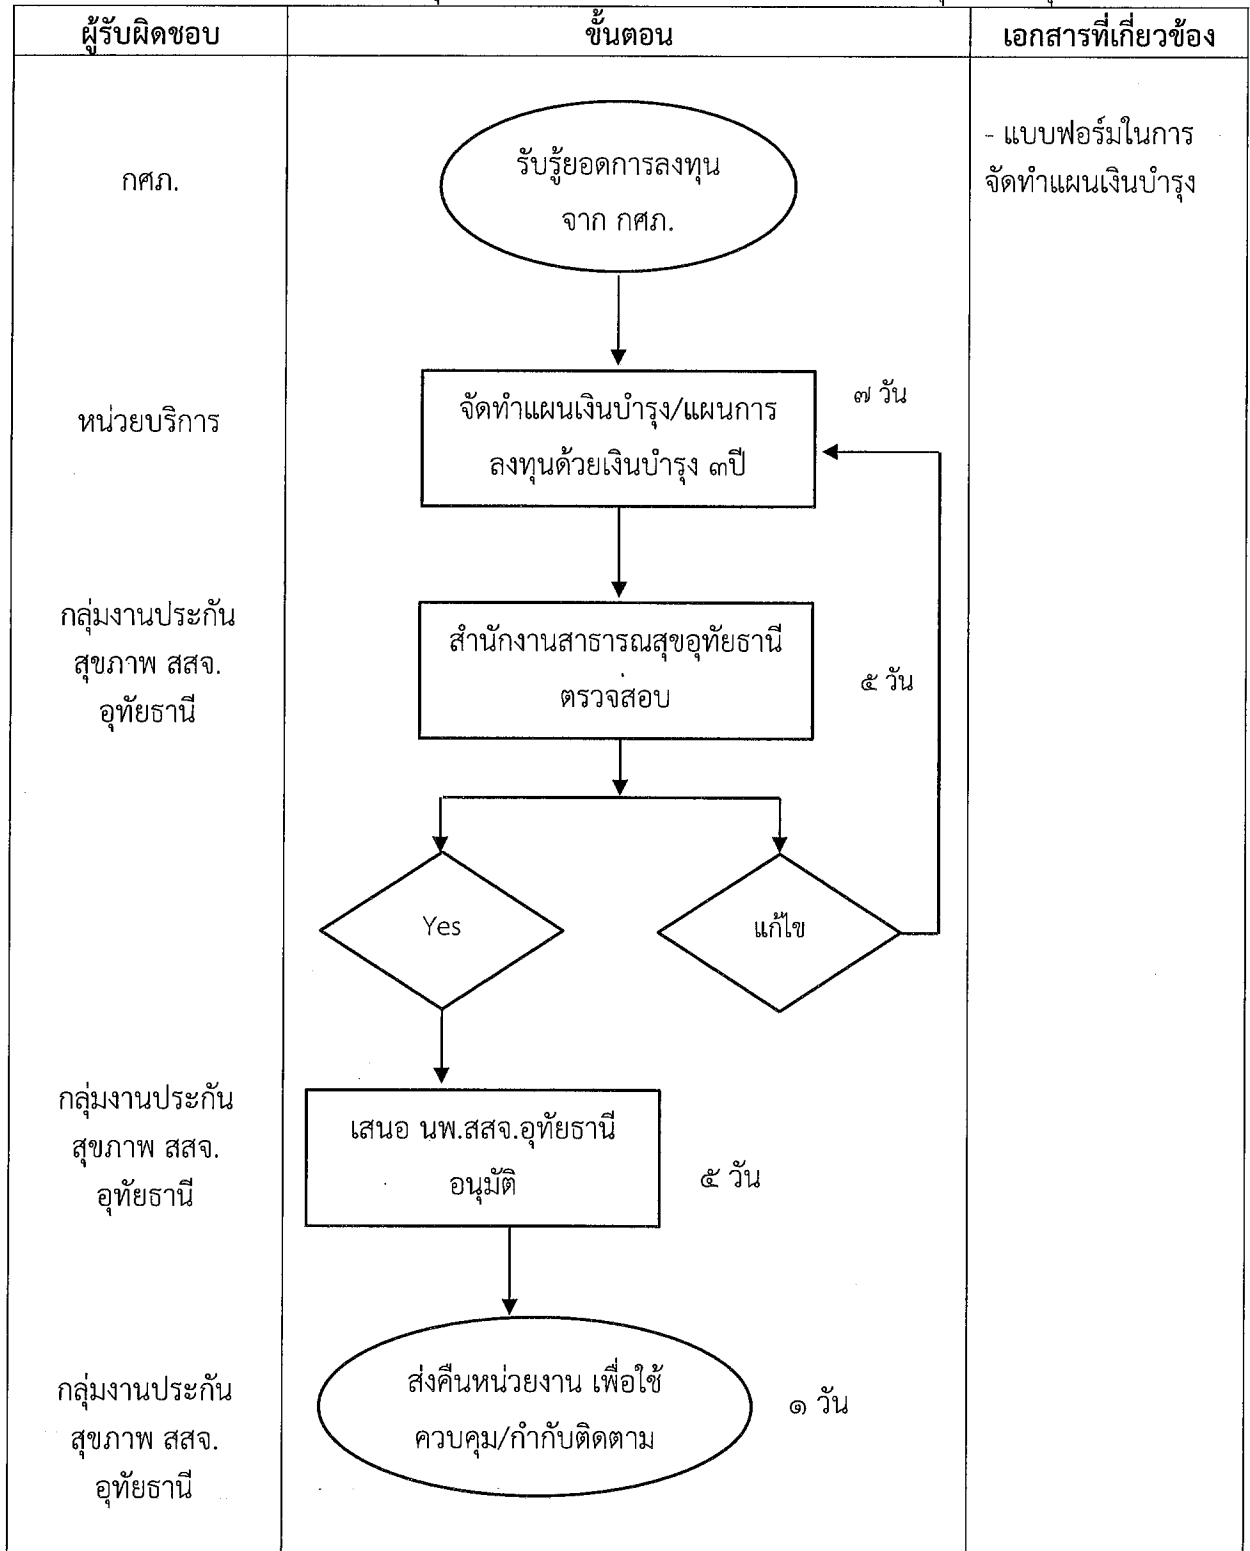 ผู้รับผิดชอบ
ขั้นตอน
เอกสารที่เกี่ยวข้อง
กศภ.
รับรู้ยอดการลงทุน
จาก กศภ.
- แบบฟอร์มในการ
จัดทำแผนเงินบำรุง
หน่วยบริการ
จัดทำแผนเงินบำรุง/แผนการ
ลงทุนด้วยเงินบำรุง ๓ปี
๗ วัน
กลุ่มงานประกัน
สุขภาพ สสจ.
อุทัยธานี
สำนักงานสาธารณสุขอุทัยธานี
ตรวจสอบ
๕ วัน
Yes
แก้ไข
กลุ่มงานประกัน
สุขภาพ สสจ.
อุทัยธานี
เสนอ นพ.สสจ.อุทัยธานี
อนุมัติ
๕ วัน
กลุ่มงานประกัน
สุขภาพ สสจ.
อุทัยธานี
ส่งคืนหน่วยงาน เพื่อใช้
ควบคุม/กำกับติดตาม
๑ วัน